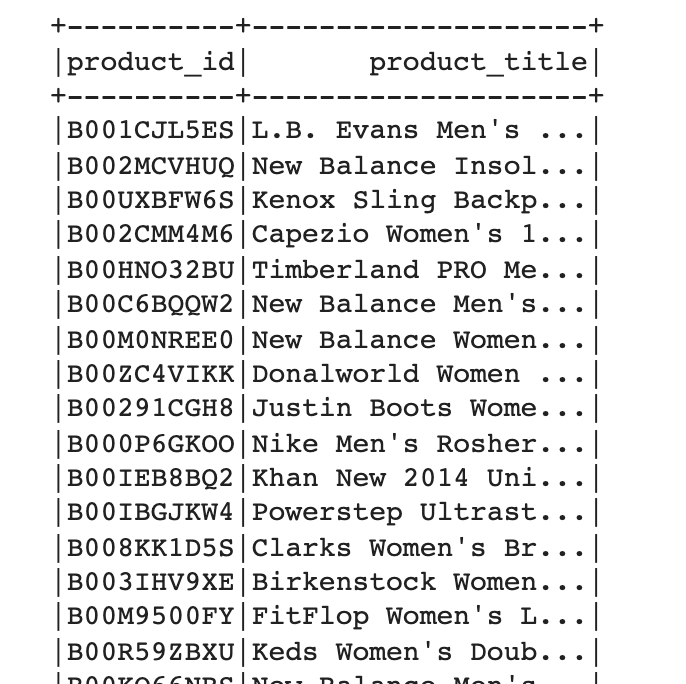 +----------+--------------------+
|product_id|       product_title|
+----------+--------------------+
|B001CJL5ES|L.B. Evans Men's ...|
|B002MCVHUQ|New Balance Insol...|
|B00UXBFW6S|Kenox Sling Backp...|
|B002CMM4M6|Capezio Women's 1...|
|B00HNO32BU|Timberland PRO Me...|
|B00C6BQQW2|New Balance Men's...|
|B00M0NREE0|New Balance Women...|
|B00ZC4VIKK|Donalworld Women ...|
|B00291CGH8|Justin Boots Wome...|
|B000P6GKOO|Nike Men's Rosher...|
|B00IEB8BQ2|Khan New 2014 Uni...|
|B00IBGJKW4|Powerstep Ultrast...|
|B008KK1D5S|Clarks Women's Br...|
|B003IHV9XE|Birkenstock Women...|
|B00M9500FY|FitFlop Women's L...|
|B00R59ZBXU|Keds Women's Doub...|
New Balance Men's...|